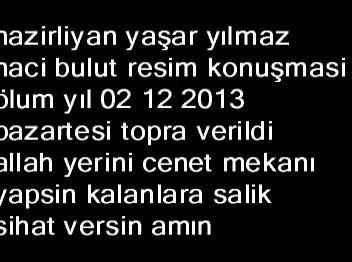 hazirliyan yaşar yılmaz
haci bulut resim konuşmasi
ölum yıl 02 12 2013
pazartesi topra verildi
allah yerini cenet mekanı
yapsin kalanlara salik
sihat versin amın